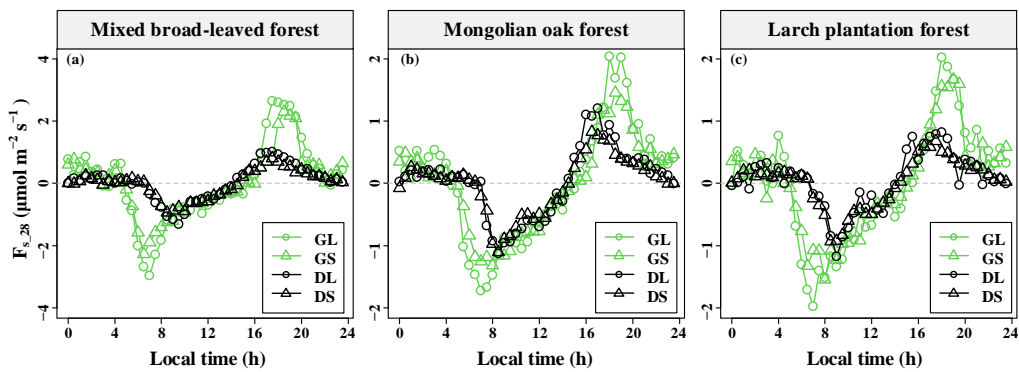 Mixed broad-leaved forest
Mongolian oak forest
Larch plantation forest
F_{s_28} (μmol m⁻² s⁻¹)
(a)
4
2
0
−2
−4
GL
GS
DL
DS
0 4 8 12 16 20 24
Local time (h)
(b)
2
1
0
−1
−2
GL
GS
DL
DS
0 4 8 12 16 20 24
Local time (h)
(c)
2
1
0
−1
−2
GL
GS
DL
DS
0 4 8 12 16 20 24
Local time (h)